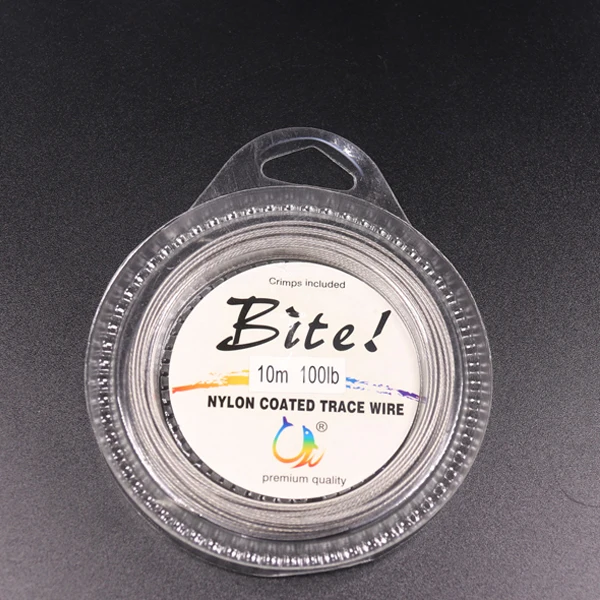 Crimps included
Bite!
10m 100lb
NYLON COATED TRACE WIRE
®
premium quality